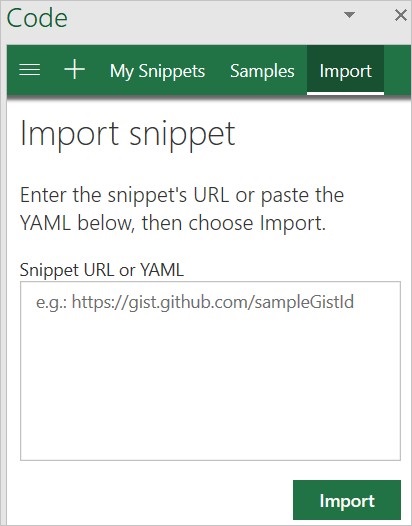 Code
My Snippets Samples Import
Import snippet
Enter the snippet's URL or paste the
YAML below, then choose Import.
Snippet URL or YAML
e.g.: https://gist.github.com/sampleGistId
Import